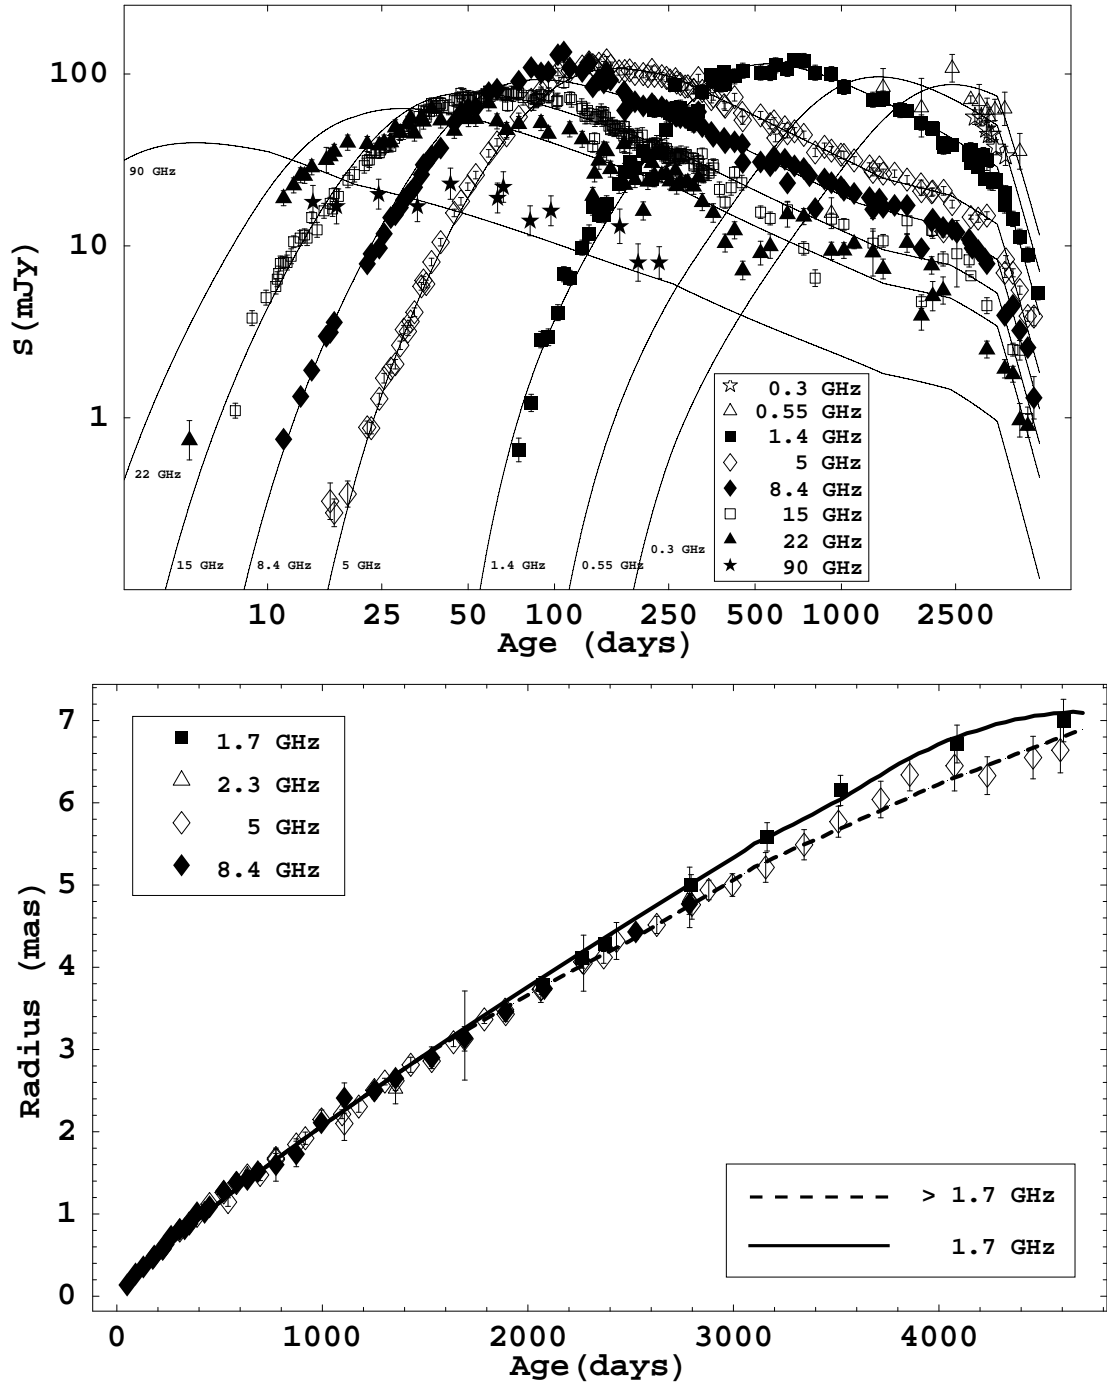 100
10
1
S(mJy)
90 GHz
22 GHz
15 GHz
8.4 GHz
5 GHz
1.4 GHz
0.55 GHz
0.3 GHz
0.3 GHz
0.55 GHz
1.4 GHz
5 GHz
8.4 GHz
15 GHz
22 GHz
90 GHz
10 25 50 100 250 500 1000 2500
Age (days)
7
6
5
4
3
2
1
0
Radius (mas)
1.7 GHz
2.3 GHz
5 GHz
8.4 GHz
> 1.7 GHz
1.7 GHz
0 1000 2000 3000 4000
Age(days)